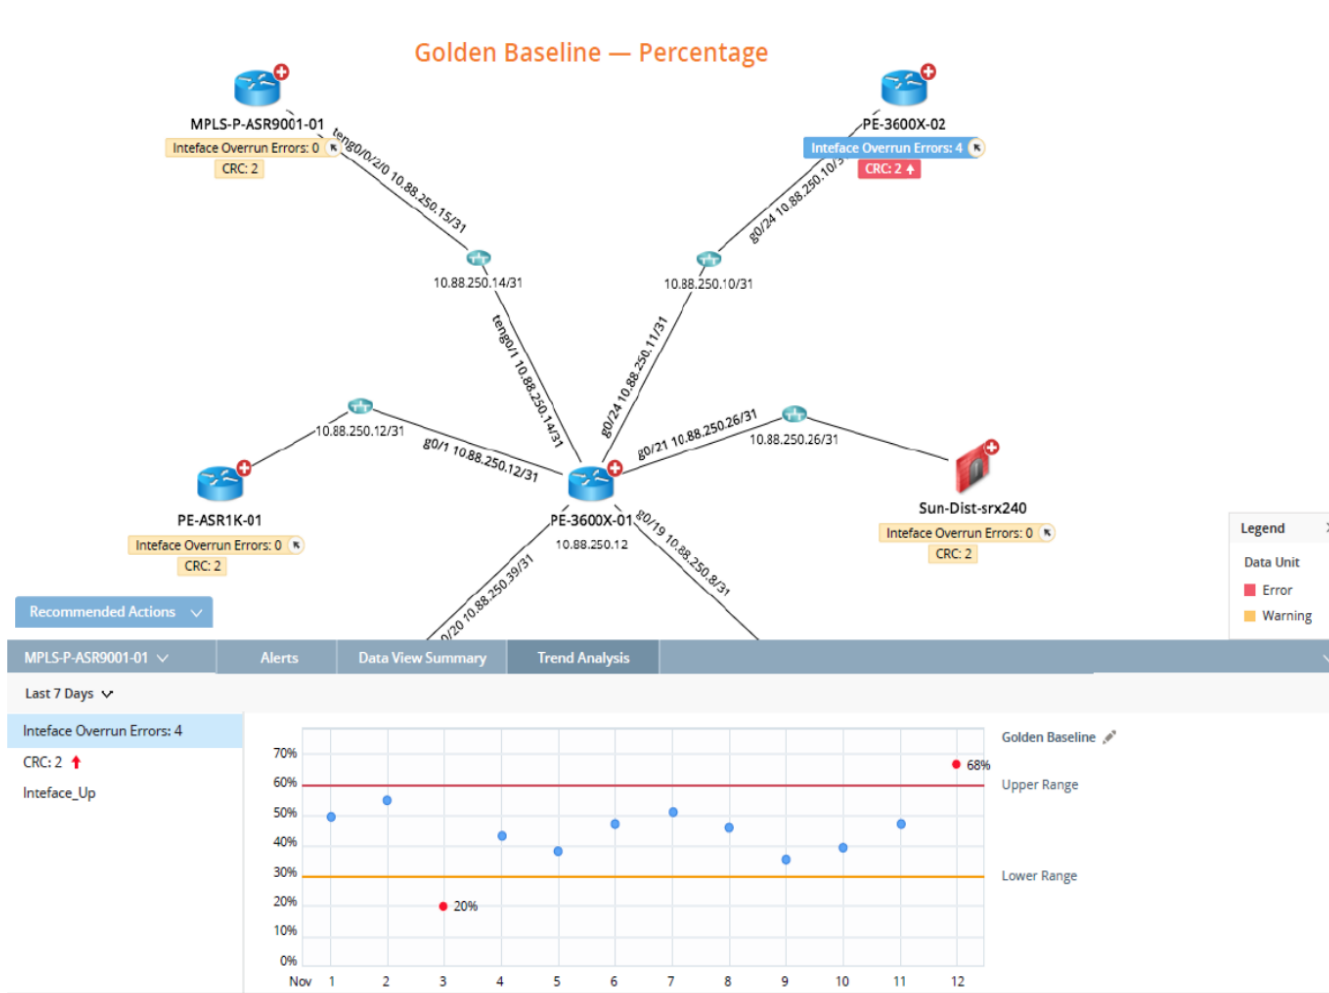 Golden Baseline — Percentage
MPLS-P-ASR9001-01
Inteface Overrun Errors: 0
CRC: 2
PE-3600X-02
Inteface Overrun Errors: 4
CRC: 2
teng0/0/2/0 10.88.250.15/31
g0/24 10.88.250.10/3
10.88.250.14/31
10.88.250.10/31
teng0/1 10.88.250.14/31
g0/24 10.88.250.11/31
10.88.250.12/31
g0/1 10.88.250.12/31
g0/21 10.88.250.26/31
10.88.250.26/31
PE-ASR1K-01
Inteface Overrun Errors: 0
CRC: 2
PE-3600X-01
10.88.250.12
Sun-Dist-srx240
Inteface Overrun Errors: 0
CRC: 2
0/20 10.88.250.39/31
g0/19 10.88.250.8/31
Legend
Data Unit
Error
Warning
Recommended Actions
MPLS-P-ASR9001-01
Alerts
Data View Summary
Trend Analysis
Last 7 Days
Inteface Overrun Errors: 4
CRC: 2
Inteface_Up
70%
60%
50%
40%
30%
20%
10%
0%
68%
20%
Nov 1 2 3 4 5 6 7 8 9 10 11 12
Golden Baseline
Upper Range
Lower Range